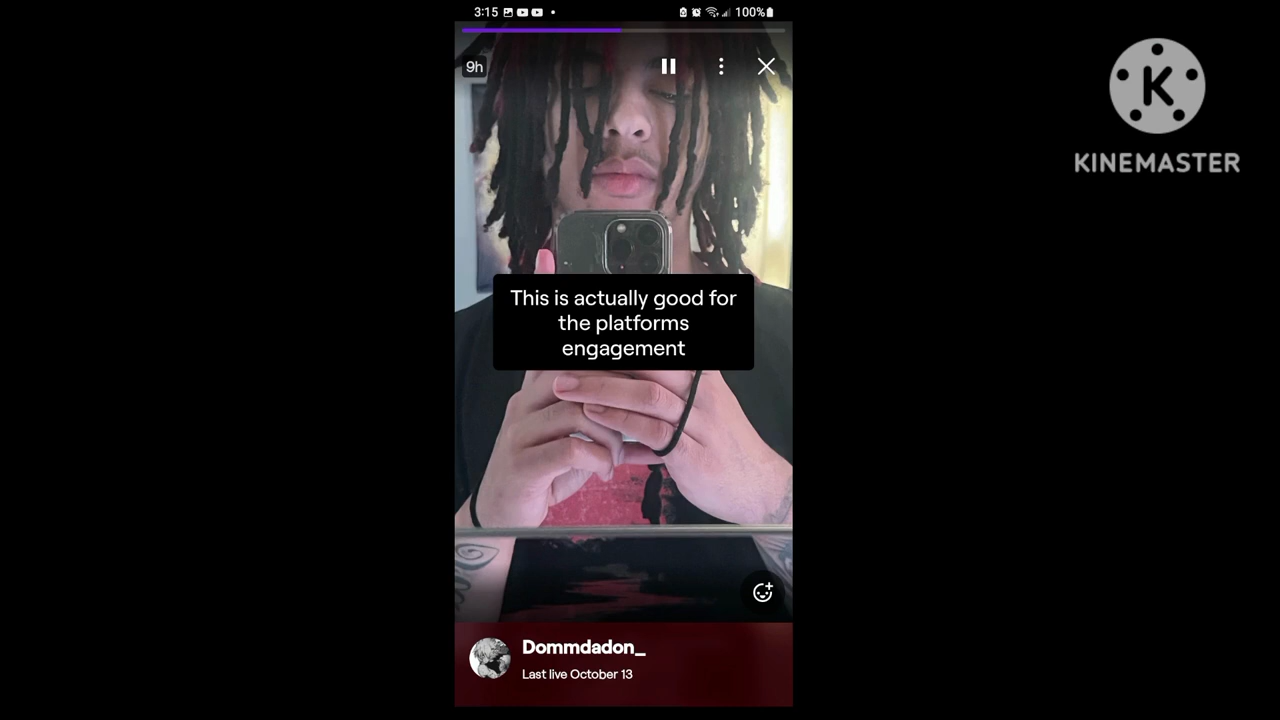 3:15
100%
9h
K
KINEMASTER
This is actually good for
the platforms
engagement
Dommdadon_
Last live October 13